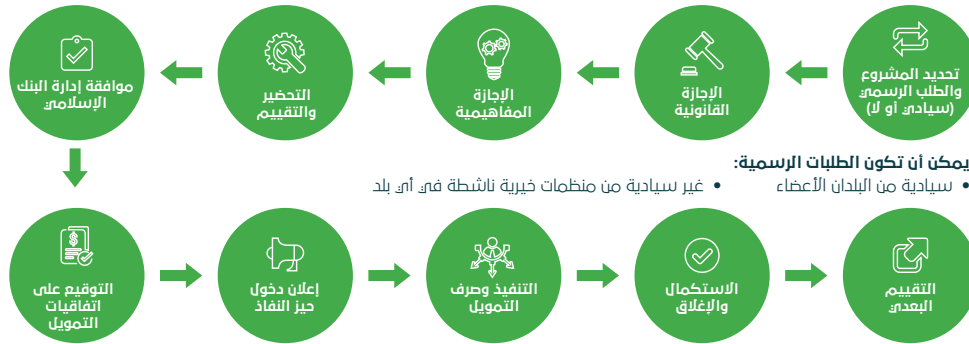 تحديد المشروع
والطلب الرسمي
(سيادي أو لا)
الإجازة
القانونية
الإجازة
المفاهيمية
التحضير
والتقييم
موافقة إدارة البنك
الإسلامي
يمكن أن تكون الطلبات الرسمية:
• سيادية من البلدان الأعضاء • غير سيادية من منظمات خيرية ناشطة في أي بلد
التوقيع على
اتفاقيات
التمويل
إعلان دخول
حيز النفاذ
التنفيذ وصرف
التمويل
الاستكمال
والإغلاق
التقييم
البعدي